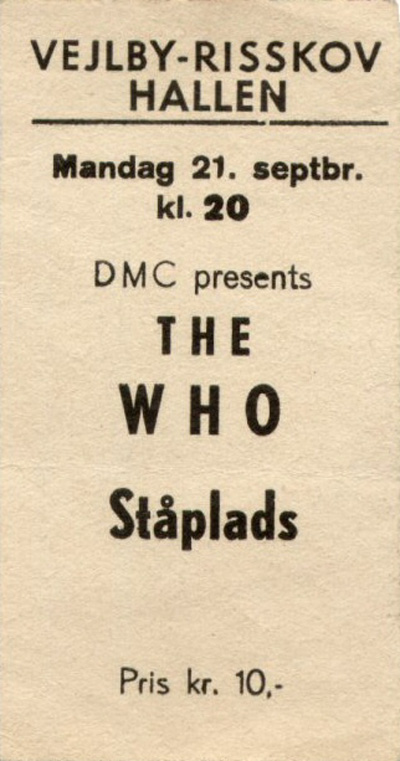 VEJLBY-RISSKOV
HALLEN
Mandag 21. septbr.
kl. 20
DMC presents
THE
WHO
Ståplads
Pris kr. 10,-